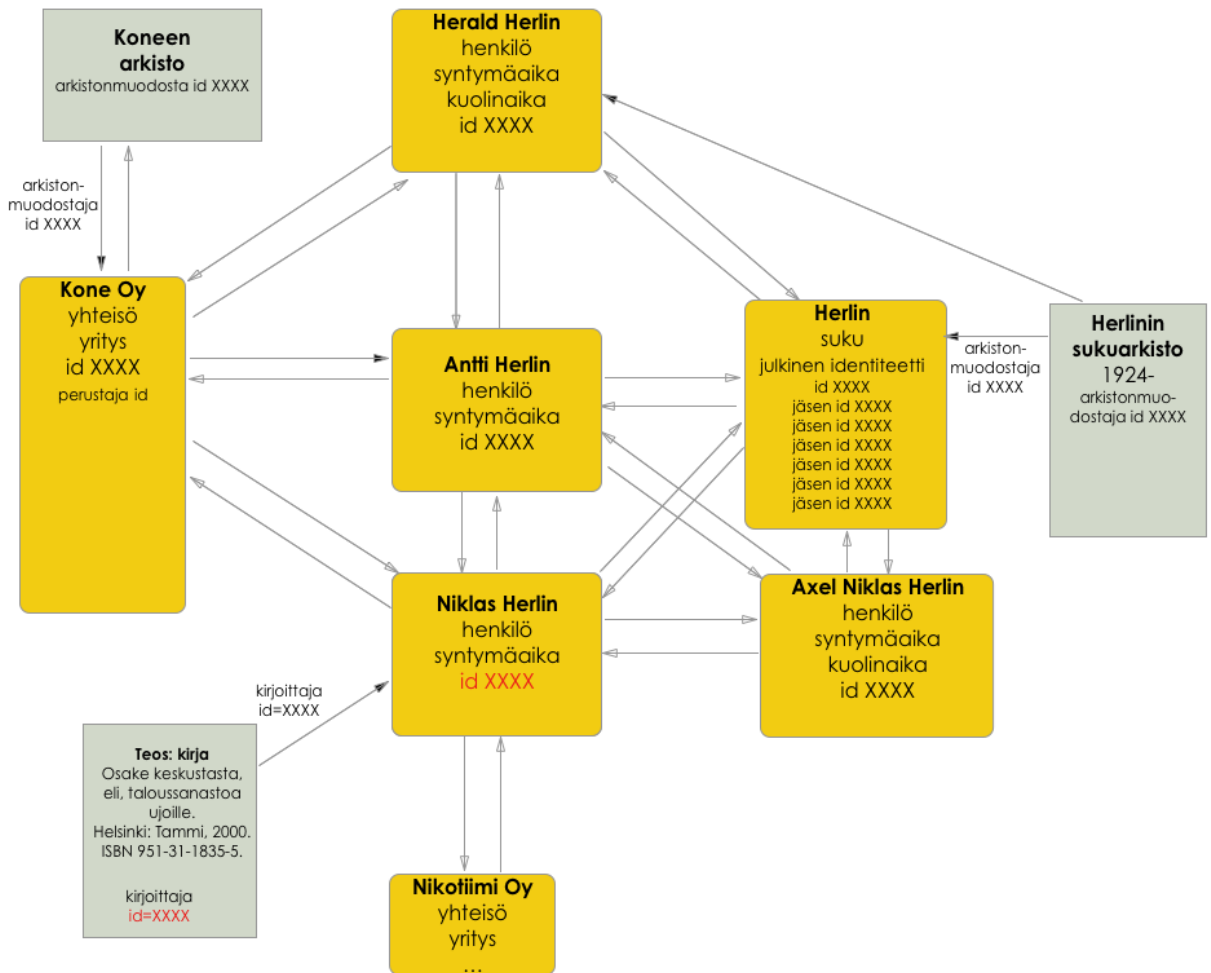 Koneen
arkisto
arkistonmuodosta id XXXX
Herald Herlin
henkilö
syntymäaika
kuolinaika
id XXXX
arkiston-
muodostaja
id XXXX
Kone Oy
yhteisö
yritys
id XXXX
perustaja id
Antti Herlin
henkilö
syntymäaika
id XXXX
Herlin
suku
julkinen identiteetti
id XXXX
jäsen id XXXX
jäsen id XXXX
jäsen id XXXX
jäsen id XXXX
jäsen id XXXX
jäsen id XXXX
arkiston-
muodostaja
id XXXX
Herlinin
sukuarkisto
1924-
arkistonmuo-
dostaja id XXXX
Niklas Herlin
henkilö
syntymäaika
id XXXX
Axel Niklas Herlin
henkilö
syntymäaika
kuolinaika
id XXXX
kirjoittaja
id=XXXX
Teos: kirja
Osake keskustasta,
eli, taloussanastoa
ujoille.
Helsinki: Tammi, 2000.
ISBN 951-31-1835-5.
kirjoittaja
id=XXXX
Nikotiimi Oy
yhteisö
yritys
...